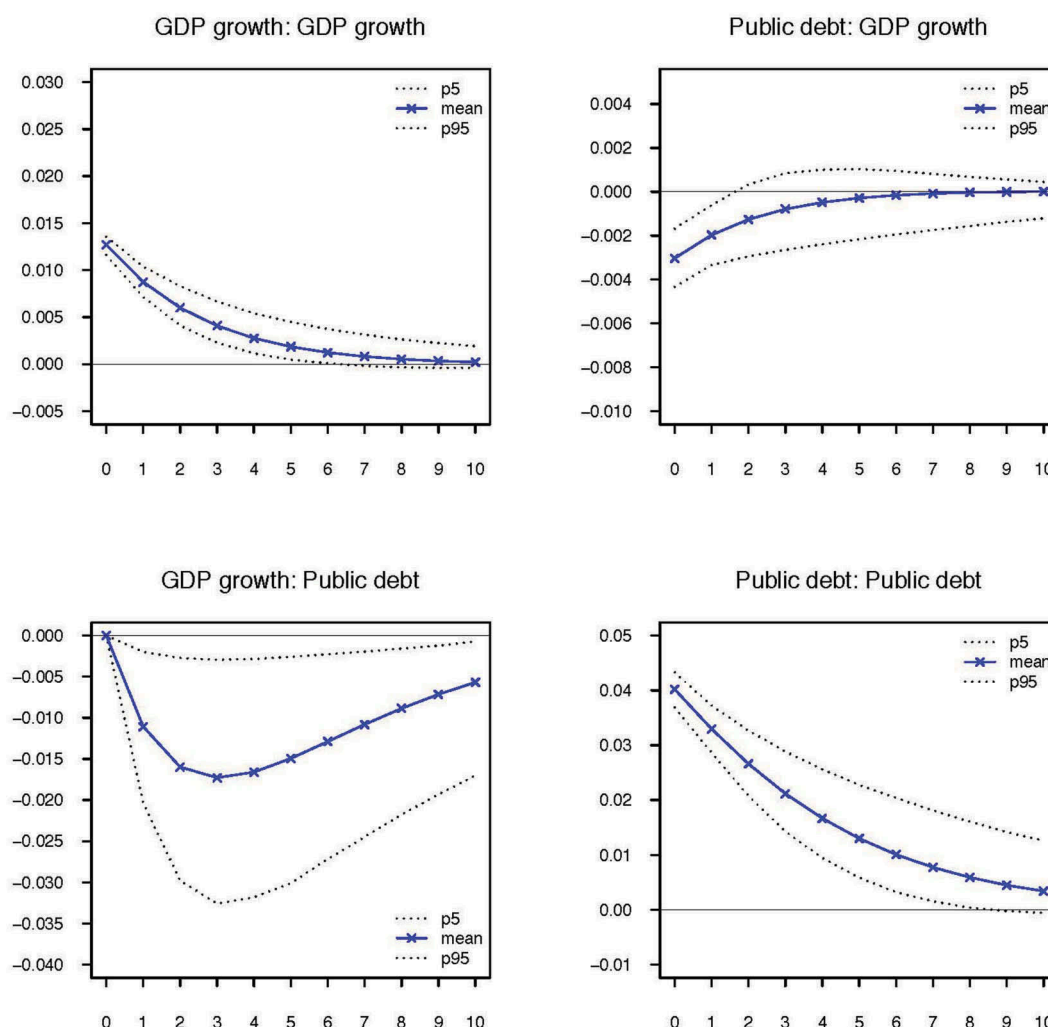 GDP growth: GDP growth
0.030
0.025
0.020
0.015
0.010
0.005
0.000
−0.005
p5
mean
p95
0 1 2 3 4 5 6 7 8 9 10
Public debt: GDP growth
0.004
0.002
0.000
−0.002
−0.004
−0.006
−0.008
−0.010
p5
mean
p95
0 1 2 3 4 5 6 7 8 9 10
GDP growth: Public debt
0.000
−0.005
−0.010
−0.015
−0.020
−0.025
−0.030
−0.035
−0.040
p5
mean
p95
0 1 2 3 4 5 6 7 8 9 10
Public debt: Public debt
0.05
0.04
0.03
0.02
0.01
0.00
−0.01
p5
mean
p95
0 1 2 3 4 5 6 7 8 9 10